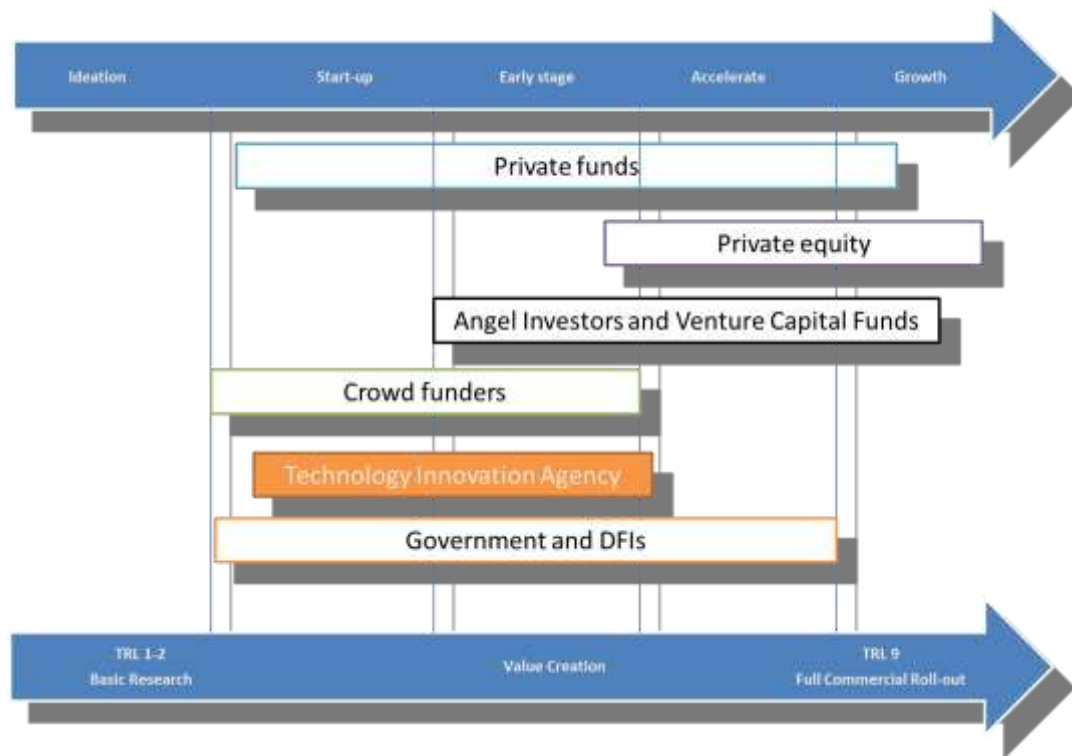 Ideation Start-up Early stage Accelerate Growth
Private funds
Private equity
Angel Investors and Venture Capital Funds
Crowd funders
Technology Innovation Agency
Government and DFIs
TRL 1-2
Basic Research
Value Creation
TRL 9
Full Commercial Roll-out